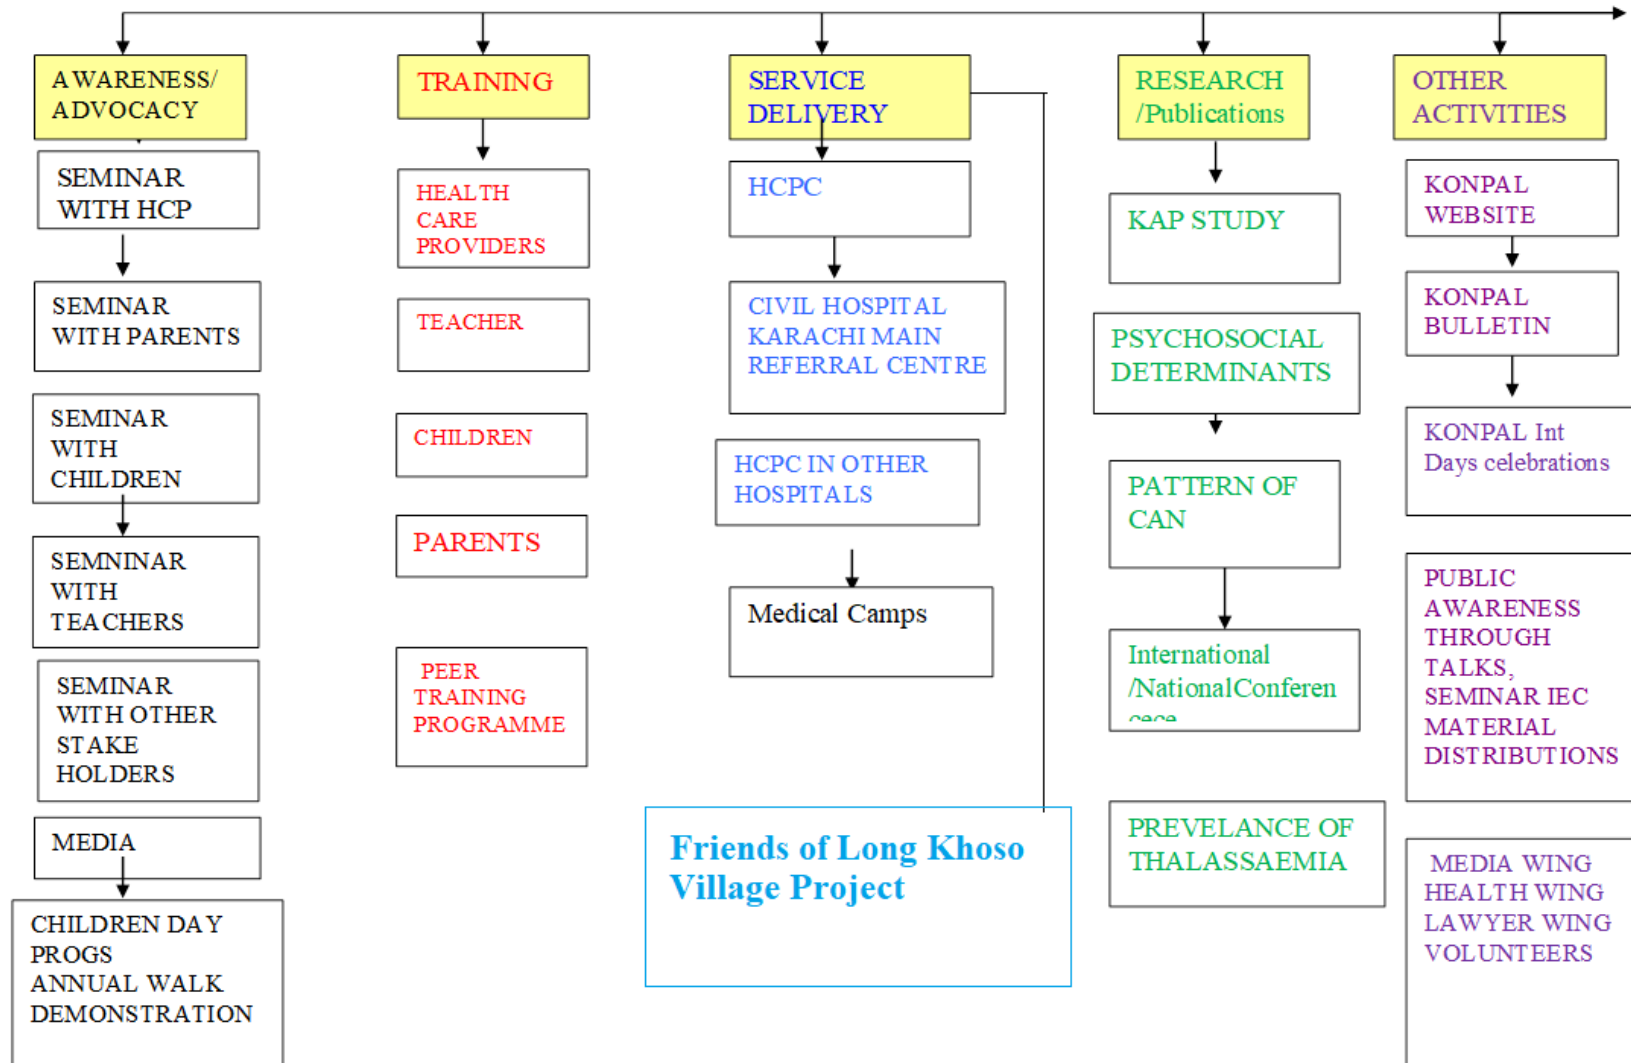 AWARENESS/
ADVOCACY
SEMINAR
WITH HCP
SEMINAR
WITH PARENTS
SEMINAR
WITH
CHILDREN
SEMNINAR
WITH
TEACHERS
SEMINAR
WITH OTHER
STAKE
HOLDERS
MEDIA
CHILDREN DAY
PROGS
ANNUAL WALK
DEMONSTRATION
TRAINING
HEALTH
CARE
PROVIDERS
TEACHER
CHILDREN
PARENTS
PEER
TRAINING
PROGRAMME
SERVICE
DELIVERY
HCPC
CIVIL HOSPITAL
KARACHI MAIN
REFERRAL CENTRE
HCPC IN OTHER
HOSPITALS
Medical Camps
Friends of Long Khoso
Village Project
RESEARCH
/Publications
KAP STUDY
PSYCHOSOCIAL
DETERMINANTS
PATTERN OF
CAN
International
/NationalConferen
cece
PREVELANCE OF
THALASSAEMIA
OTHER
ACTIVITIES
KONPAL
WEBSITE
KONPAL
BULLETIN
KONPAL Int
Days celebrations
PUBLIC
AWARENESS
THROUGH
TALKS,
SEMINAR IEC
MATERIAL
DISTRIBUTIONS
MEDIA WING
HEALTH WING
LAWYER WING
VOLUNTEERS